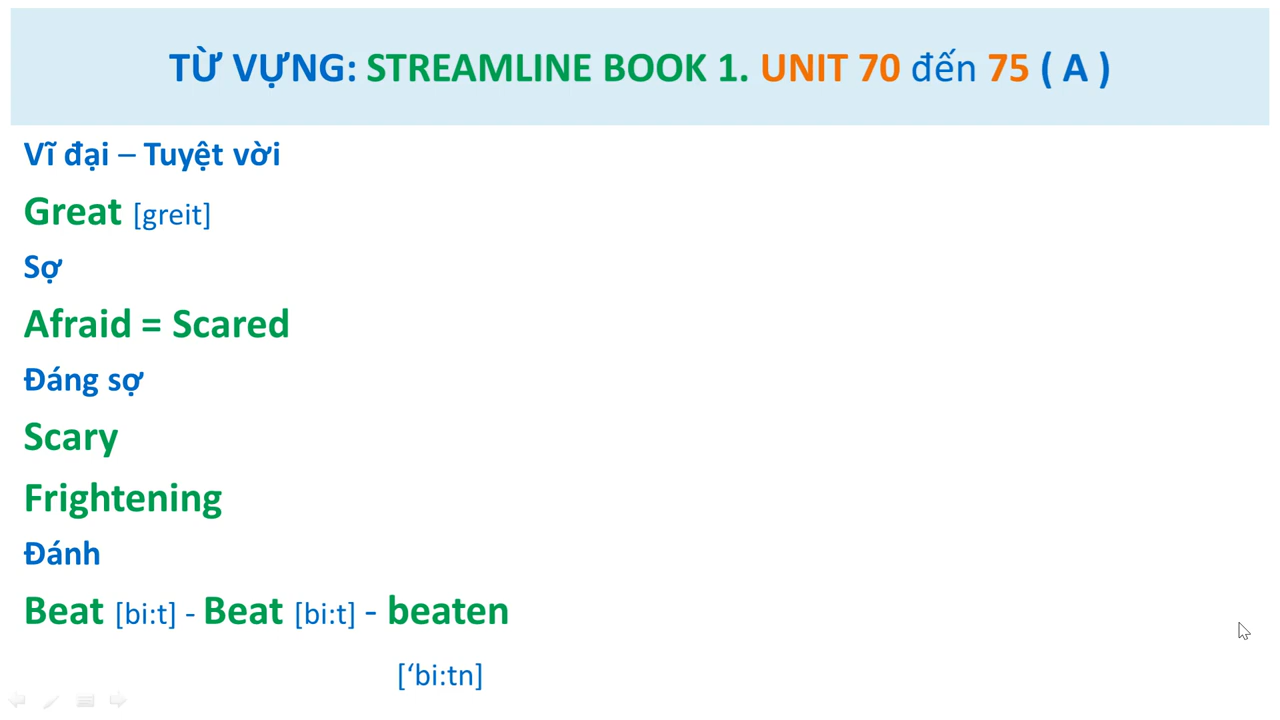 TỪ VỰNG: STREAMLINE BOOK 1. UNIT 70 đến 75 ( A )
Vĩ đại – Tuyệt vời
Great [greit]
Sợ
Afraid = Scared
Đáng sợ
Scary
Frightening
Đánh
Beat [bi:t] - Beat [bi:t] - beaten
[‘bi:tn]